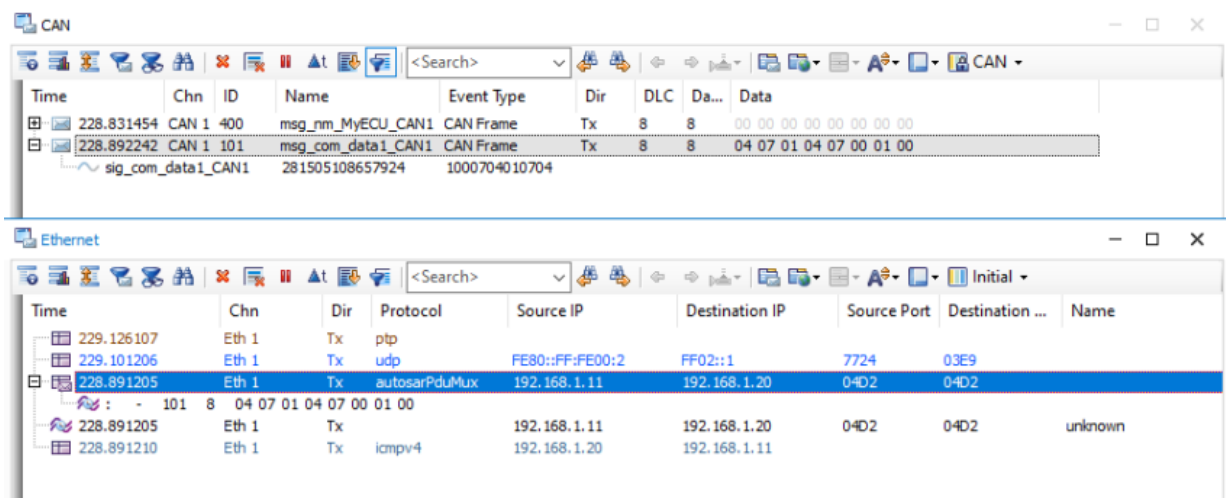 CAN
<Search> At A CAN
Time Chn ID Name Event Type Dir DLC Da... Data
228.831454 CAN 1 400 msg_nm_MyECU_CAN1 CAN Frame Tx 8 8 00 00 00 00 00 00 00 00
228.892242 CAN 1 101 msg_com_data1_CAN1 CAN Frame Tx 8 8 04 07 01 04 07 00 01 00
sig_com_data1_CAN1 281505108657924 1000704010704
Ethernet
<Search> At A Initial
Time Chn Dir Protocol Source IP Destination IP Source Port Destination ... Name
229.126107 Eth 1 Tx ptp
229.101206 Eth 1 Tx udp FE80::FF:FE00:2 FF02::1 7724 03E9
228.891205 Eth 1 Tx autosarPduMux 192.168.1.11 192.168.1.20 04D2 04D2
: - 101 8 04 07 01 04 07 00 01 00
228.891205 Eth 1 Tx 192.168.1.11 192.168.1.20 04D2 04D2 unknown
228.891210 Eth 1 Tx icmpv4 192.168.1.20 192.168.1.11